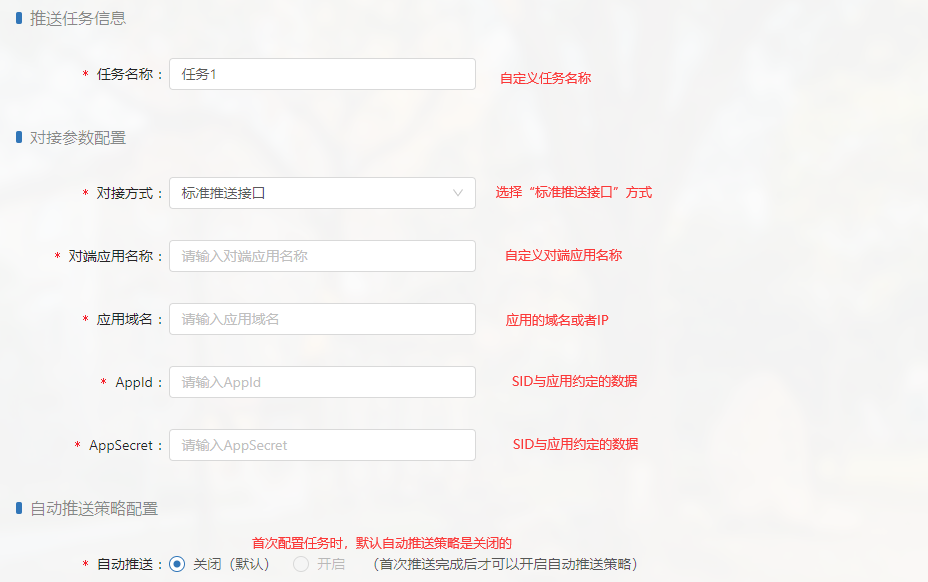 推送任务信息
* 任务名称： 任务1 自定义任务名称
对接参数配置
* 对接方式： 标准推送接口 选择“标准推送接口”方式
* 对端应用名称： 请输入对端应用名称 自定义对端应用名称
* 应用域名： 请输入应用域名 应用的域名或者IP
* AppId： 请输入AppId SID与应用约定的数据
* AppSecret： 请输入AppSecret SID与应用约定的数据
自动推送策略配置
首次配置任务时，默认自动推送策略是关闭的
* 自动推送： 关闭（默认） 开启 （首次推送完成后才可以开启自动推送策略）